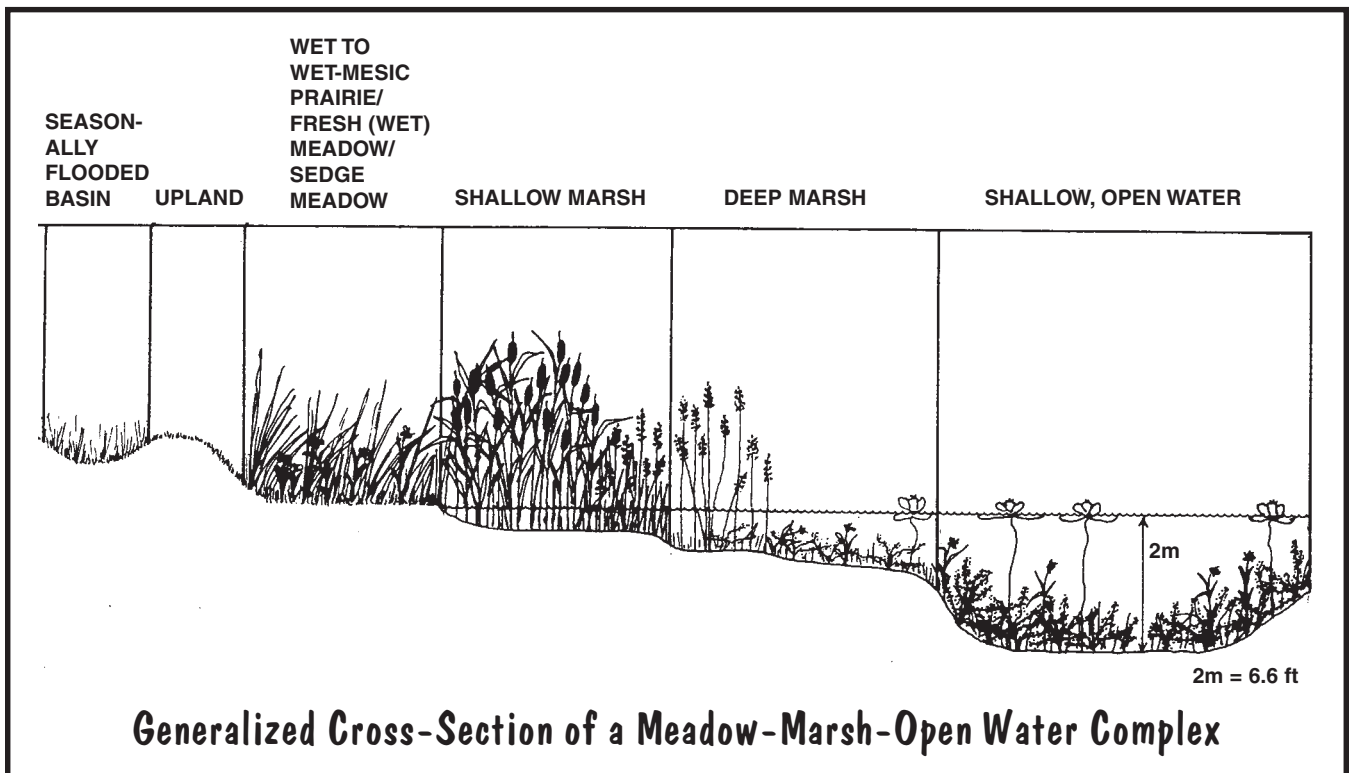 SEASON-
ALLY
FLOODED
BASIN
UPLAND
WET TO
WET-MESIC
PRAIRIE/
FRESH (WET)
MEADOW/
SEDGE
MEADOW
SHALLOW MARSH
DEEP MARSH
SHALLOW, OPEN WATER
2m
2m = 6.6 ft
Generalized Cross-Section of a Meadow-Marsh-Open Water Complex